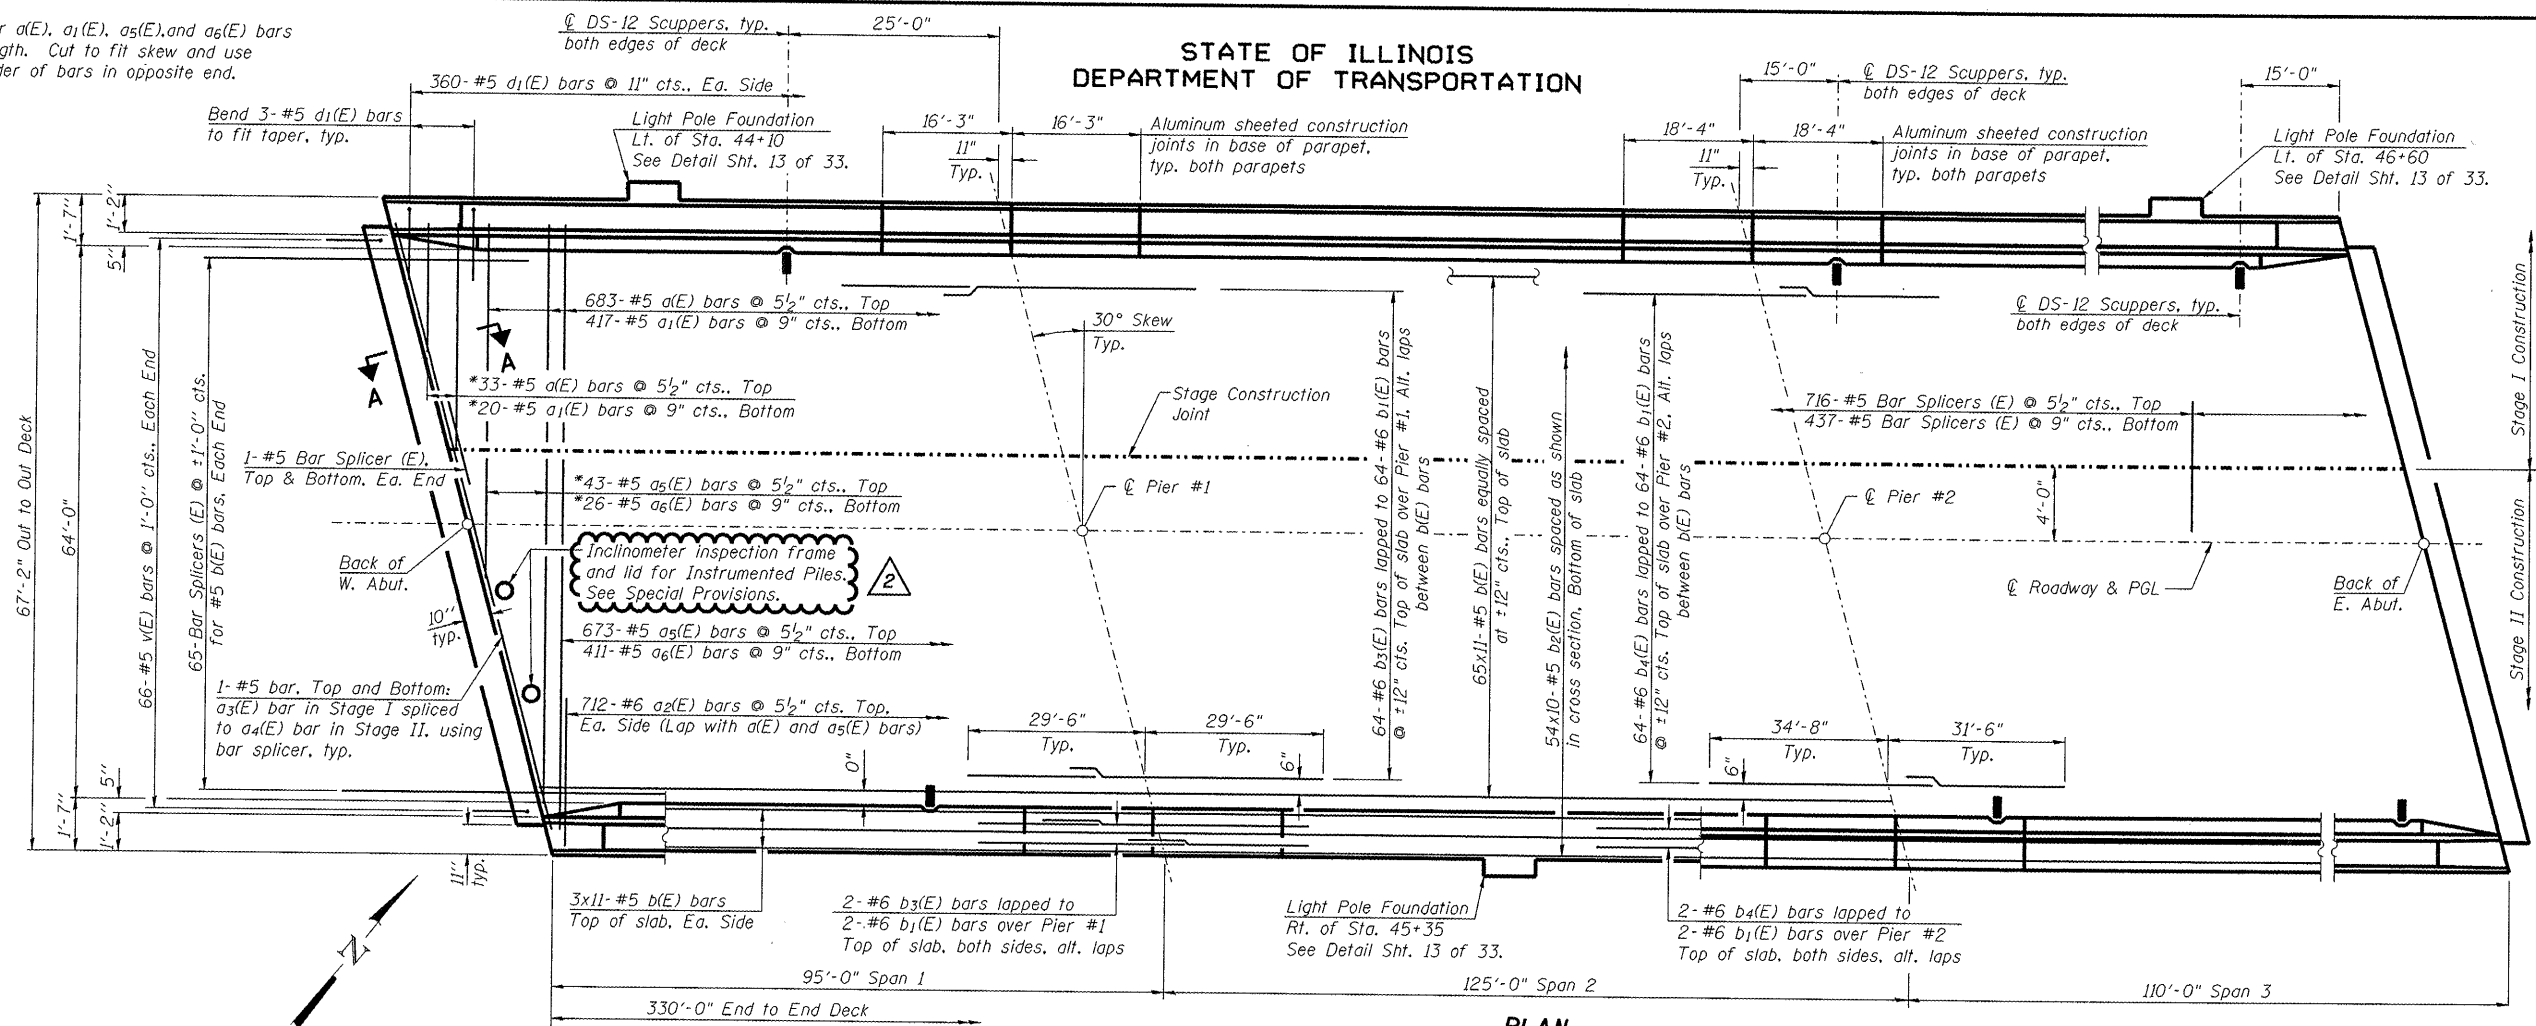 r a(E), a1(E), a5(E),and a6(E) bars
gth. Cut to fit skew and use
der of bars in opposite end.
℄ DS-12 Scuppers, typ.
both edges of deck
25'-0"
STATE OF ILLINOIS
DEPARTMENT OF TRANSPORTATION
15'-0"
℄ DS-12 Scuppers, typ.
both edges of deck
15'-0"
360-#5 d1(E) bars @ 11" cts., Ea. Side
Bend 3-#5 d1(E) bars
to fit taper, typ.
Light Pole Foundation
Lt. of Sta. 44+10
See Detail Sht. 13 of 33.
16'-3"
16'-3"
11"
Typ.
Aluminum sheeted construction
joints in base of parapet,
typ. both parapets
18'-4"
18'-4"
11"
Typ.
Aluminum sheeted construction
joints in base of parapet,
typ. both parapets
Light Pole Foundation
Lt. of Sta. 46+60
See Detail Sht. 13 of 33.
1'-7"
1'-2"
5"
67'-2" Out to Out Deck
64'-0"
66-#5 v(E) bars @ 1'-0" cts., Each End
65-Bar Splicers (E) @ ±1'-0" cts.
for #5 b(E) bars, Each End
683-#5 a(E) bars @ 5½" cts., Top
417-#5 a1(E) bars @ 9" cts., Bottom
A
A
30° Skew
Typ.
℄ DS-12 Scuppers, typ.
both edges of deck
*33-#5 a(E) bars @ 5½" cts., Top
*20-#5 a1(E) bars @ 9" cts., Bottom
Stage Construction
Joint
716-#5 Bar Splicers (E) @ 5½" cts., Top
437-#5 Bar Splicers (E) @ 9" cts., Bottom
Stage I Construction
Stage II Construction
1-#5 Bar Splicer (E),
Top & Bottom, Ea. End
*43-#5 a5(E) bars @ 5½" cts., Top
*26-#5 a6(E) bars @ 9" cts., Bottom
℄ Pier #1
℄ Pier #2
4'-0"
64-#6 b3(E) bars lapped to 64-#6 b1(E) bars
@ ±12" cts. Top of slab over Pier #1, Alt. laps
between b(E) bars
65x11-#5 b(E) bars equally spaced
at ±12" cts., Top of slab
54x10-#5 b2(E) bars spaced as shown
in cross section, Bottom of slab
64-#6 b4(E) bars lapped to 64-#6 b1(E) bars
@ ±12" cts. Top of slab over Pier #2, Alt. laps
between b(E) bars
Back of
W. Abut.
Inclinometer inspection frame
and lid for Instrumented Piles.
See Special Provisions.
2
℄ Roadway & PGL
Back of
E. Abut.
10"
typ.
673-#5 a5(E) bars @ 5½" cts., Top
411-#5 a6(E) bars @ 9" cts., Bottom
1-#5 bar, Top and Bottom:
a3(E) bar in Stage I spliced
to a4(E) bar in Stage II, using
bar splicer, typ.
712-#6 a2(E) bars @ 5½" cts. Top,
Ea. Side (Lap with a(E) and a5(E) bars)
0"
29'-6"
Typ.
29'-6"
Typ.
6"
34'-8"
Typ.
31'-6"
Typ.
6"
5"
1'-7"
1'-2"
11"
typ.
N
3x11-#5 b(E) bars
Top of slab, Ea. Side
2-#6 b3(E) bars lapped to
2-#6 b1(E) bars over Pier #1
Top of slab, both sides, alt. laps
Light Pole Foundation
Rt. of Sta. 45+35
See Detail Sht. 13 of 33.
2-#6 b4(E) bars lapped to
2-#6 b1(E) bars over Pier #2
Top of slab, both sides, alt. laps
95'-0" Span 1
125'-0" Span 2
110'-0" Span 3
330'-0" End to End Deck
PLAN